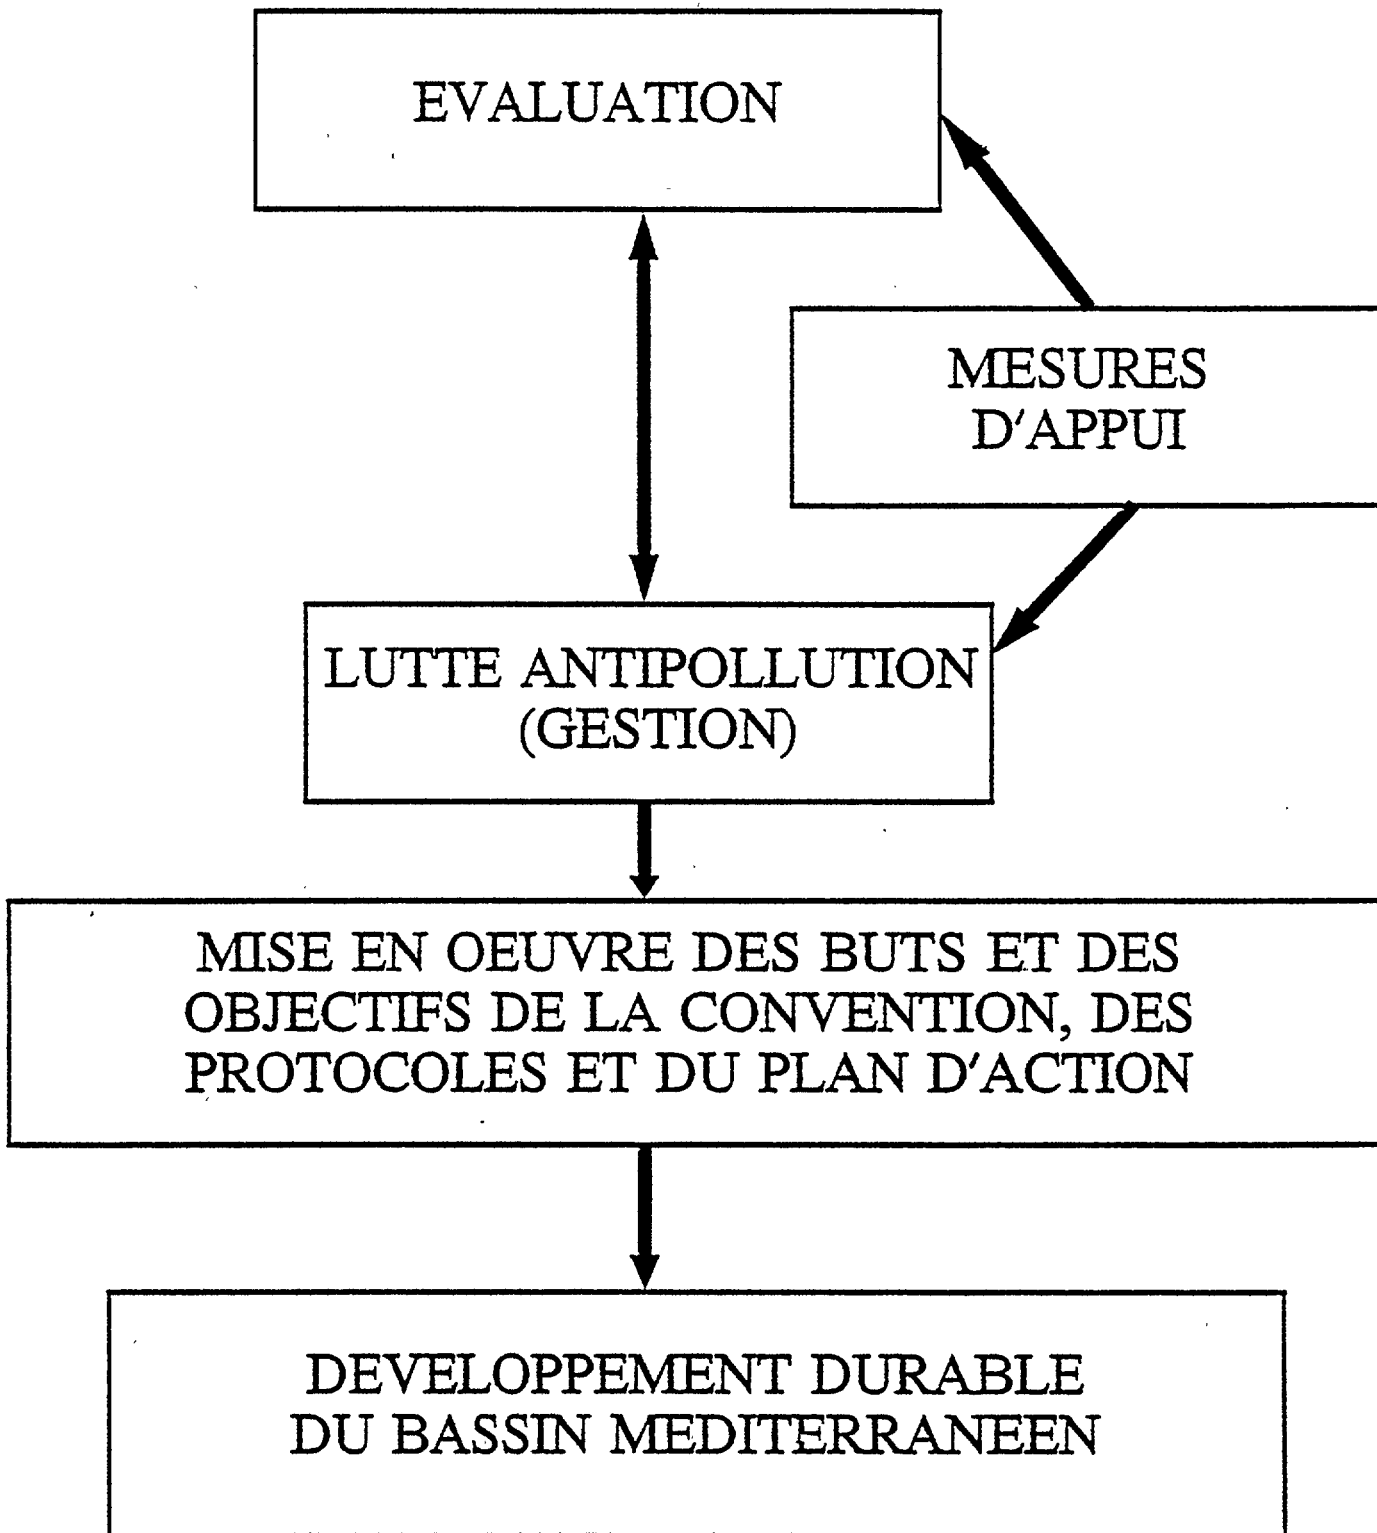 EVALUATION
MESURES
D'APPUI
LUTTE ANTIPOLLUTION
(GESTION)
MISE EN OEUVRE DES BUTS ET DES
OBJECTIFS DE LA CONVENTION, DES
PROTOCOLES ET DU PLAN D'ACTION
DEVELOPPEMENT DURABLE
DU BASSIN MEDITERRANEEN